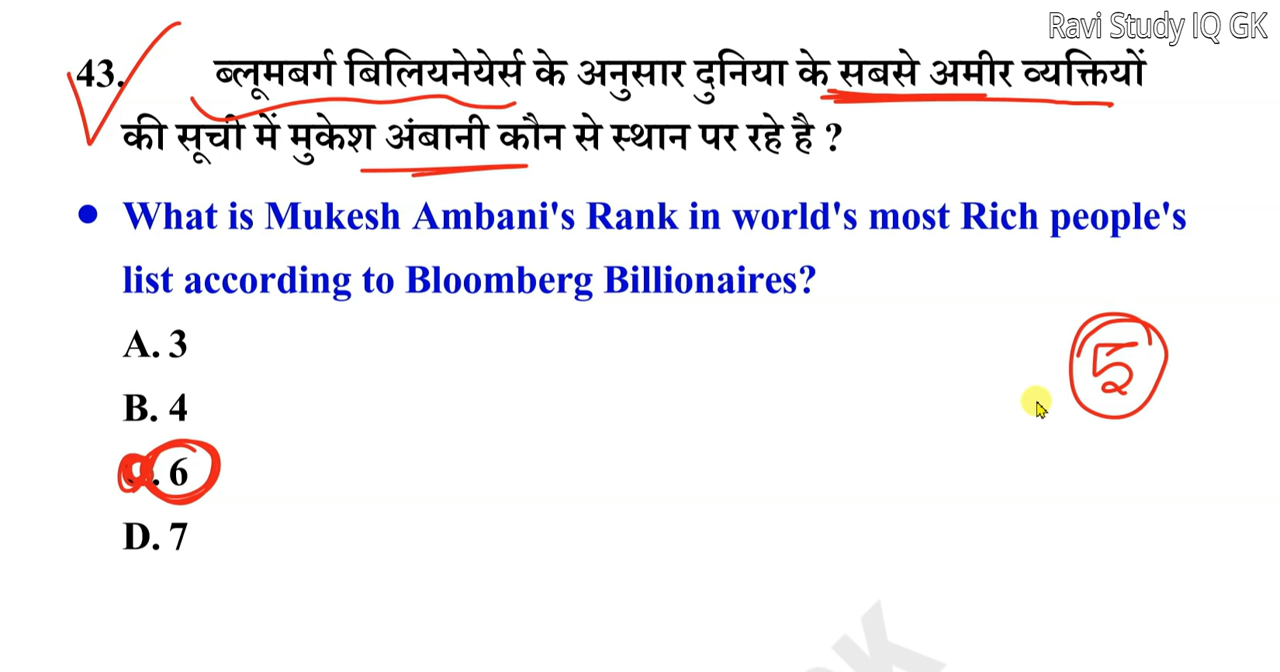 Ravi Study IQ GK
43. ब्लूमबर्ग बिलियनेयेर्स के अनुसार दुनिया के सबसे अमीर व्यक्तियों
की सूची में मुकेश अंबानी कौन से स्थान पर रहे है ?
● What is Mukesh Ambani's Rank in world's most Rich people's
list according to Bloomberg Billionaires?
A. 3
B. 4
. 6
D. 7